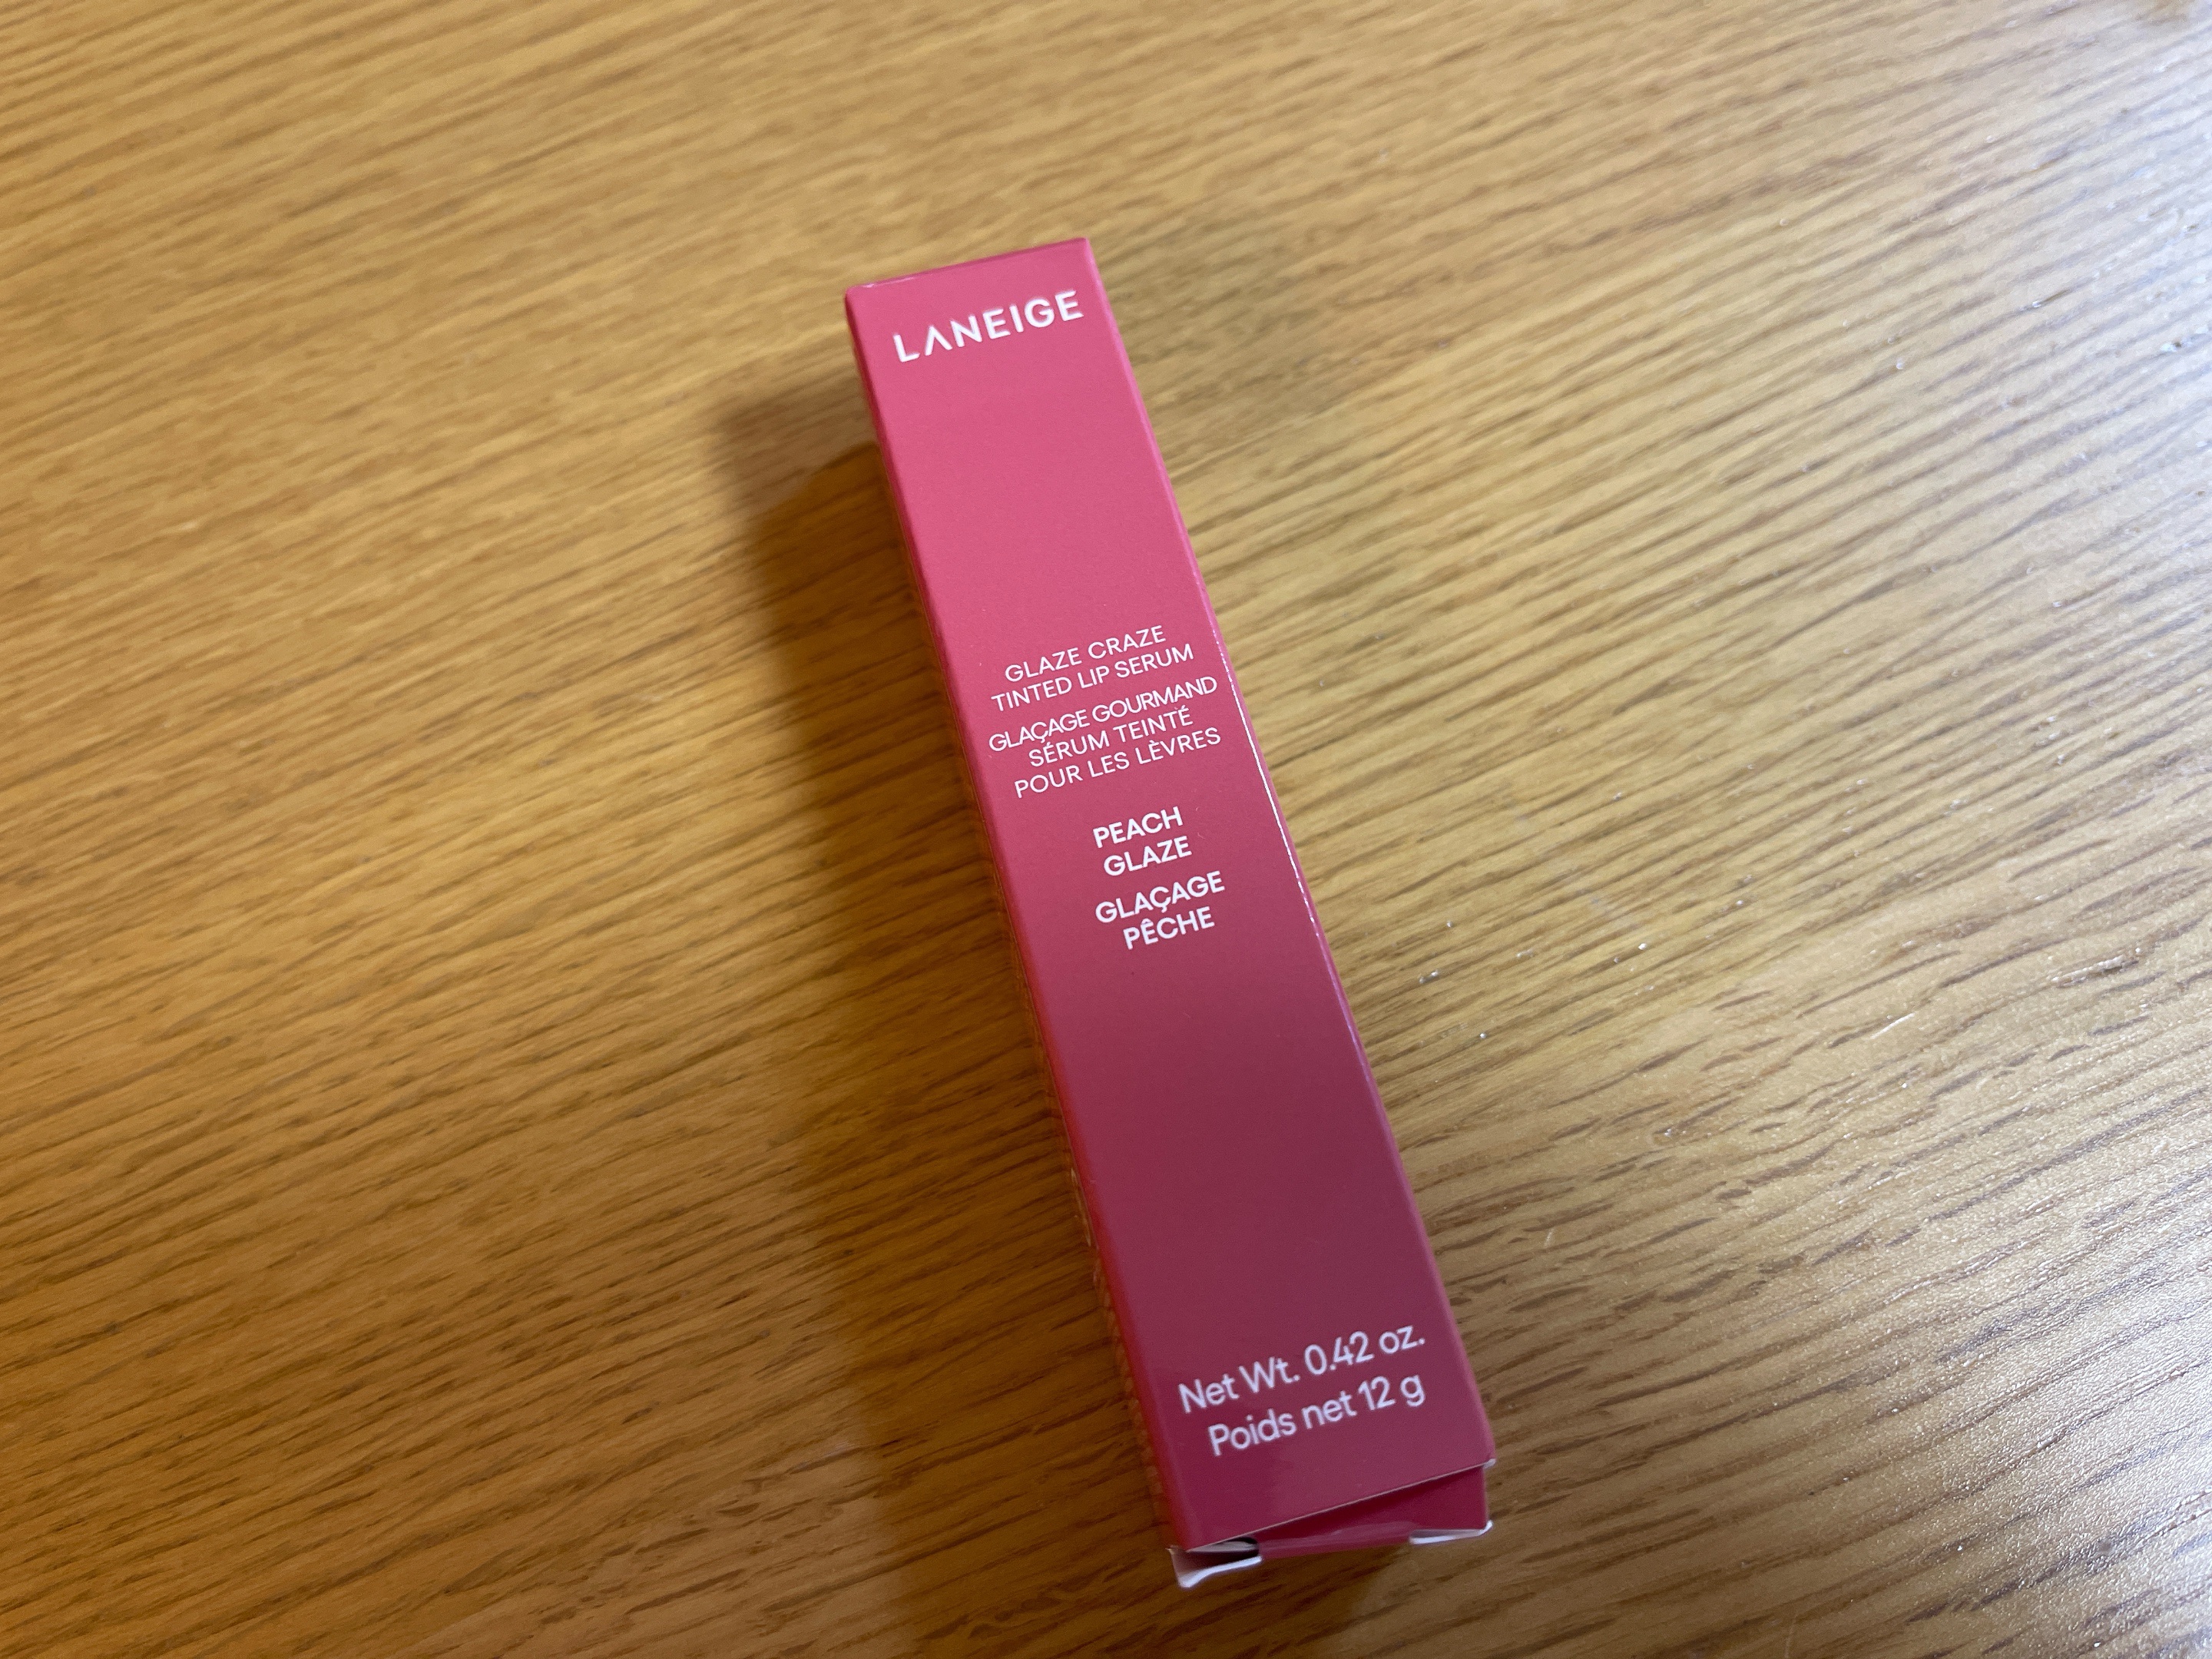 LANEIGE
GLAZE CRAZE
TINTED LIP SERUM
GLAÇAGE GOURMAND
SÉRUM TEINTÉ
POUR LES LÈVRES
PEACH
GLAZE
GLAÇAGE
PÊCHE
Net Wt. 0.42 oz.
Poids net 12 g